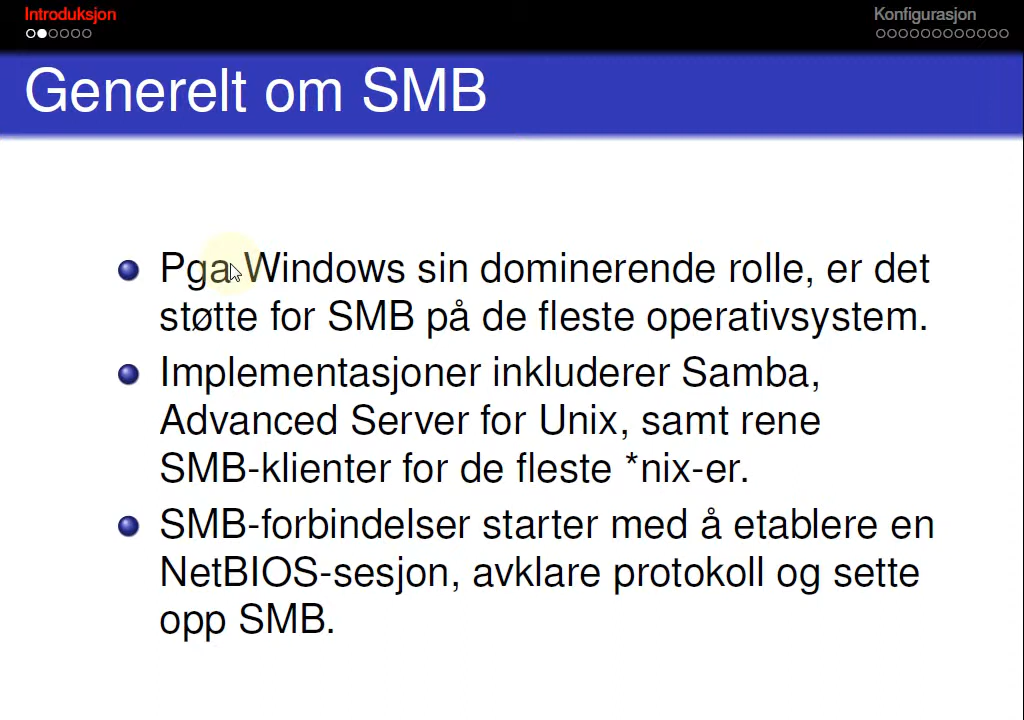 Introduksjon
Konfigurasjon
Generelt om SMB
Pga Windows sin dominerende rolle, er det
støtte for SMB på de fleste operativsystem.
Implementasjoner inkluderer Samba,
Advanced Server for Unix, samt rene
SMB-klienter for de fleste *nix-er.
SMB-forbindelser starter med å etablere en
NetBIOS-sesjon, avklare protokoll og sette
opp SMB.